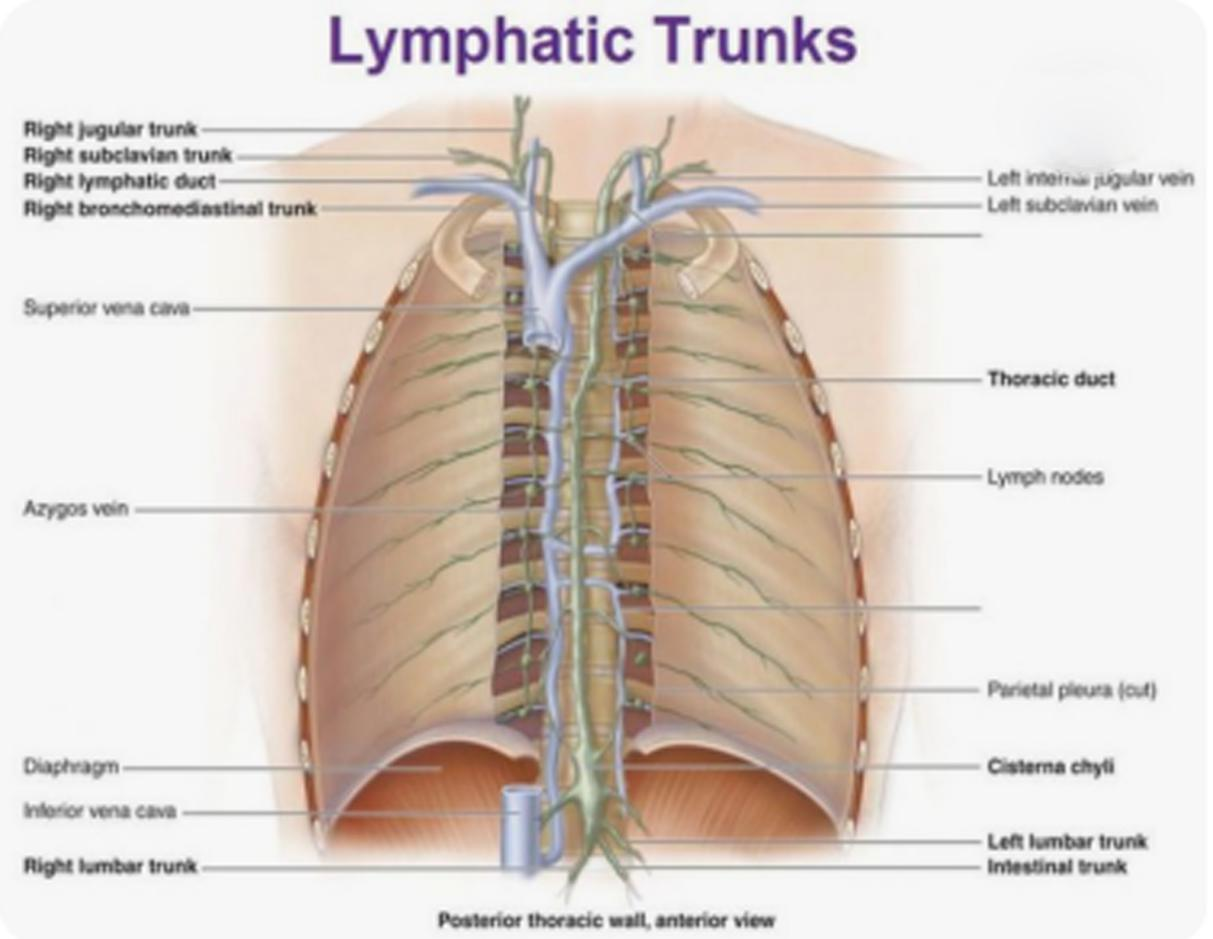 Lymphatic Trunks
Right jugular trunk
Right subclavian trunk
Right lymphatic duct
Right bronchomediastinal trunk
Superior vena cava
Azygos vein
Diaphragm
Inferior vena cava
Right lumbar trunk
Left internal jugular vein
Left subclavian vein
Thoracic duct
Lymph nodes
Parietal pleura (cut)
Cisterna chyli
Left lumbar trunk
Intestinal trunk
Posterior thoracic wall, anterior view